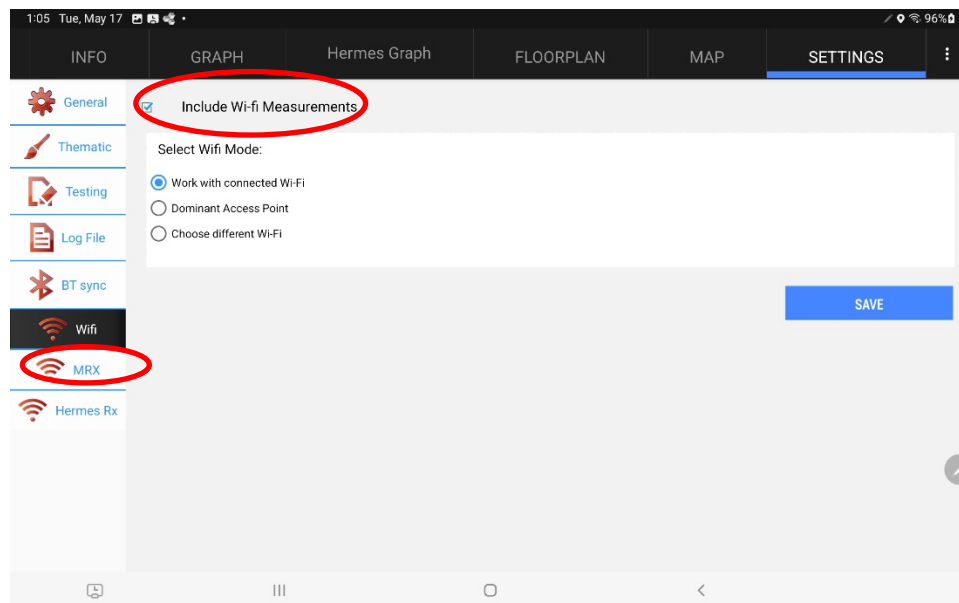 1:05 Tue, May 17 96%
INFO GRAPH Hermes Graph FLOORPLAN MAP SETTINGS
General
Include Wi-fi Measurements
Thematic
Select Wifi Mode:
Testing
Work with connected Wi-Fi
Dominant Access Point
Log File
Choose different Wi-Fi
BT sync
SAVE
Wifi
MRX
Hermes Rx